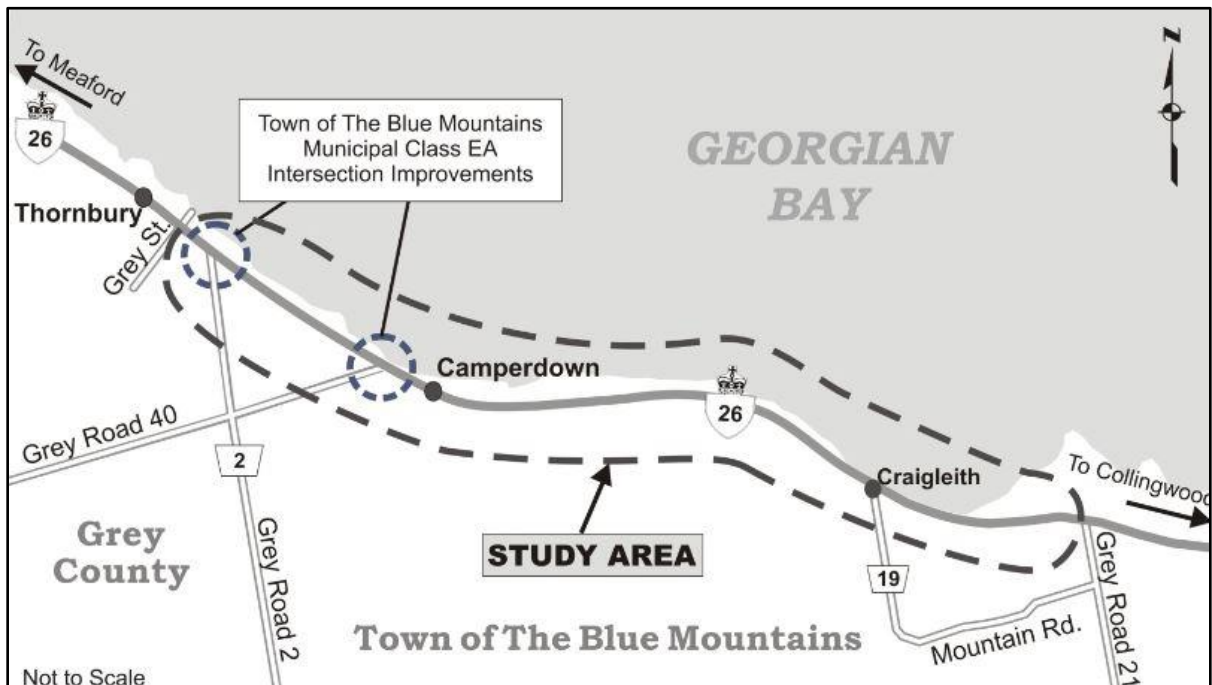 To Meaford
26
Town of The Blue Mountains
Municipal Class EA
Intersection Improvements
GEORGIAN
BAY
N
Thornbury
Grey St.
Camperdown
26
Grey Road 40
2
Craigleith
To Collingwood
STUDY AREA
Grey
County
Grey Road 2
19
Grey Road 21
Mountain Rd.
Town of The Blue Mountains
Not to Scale